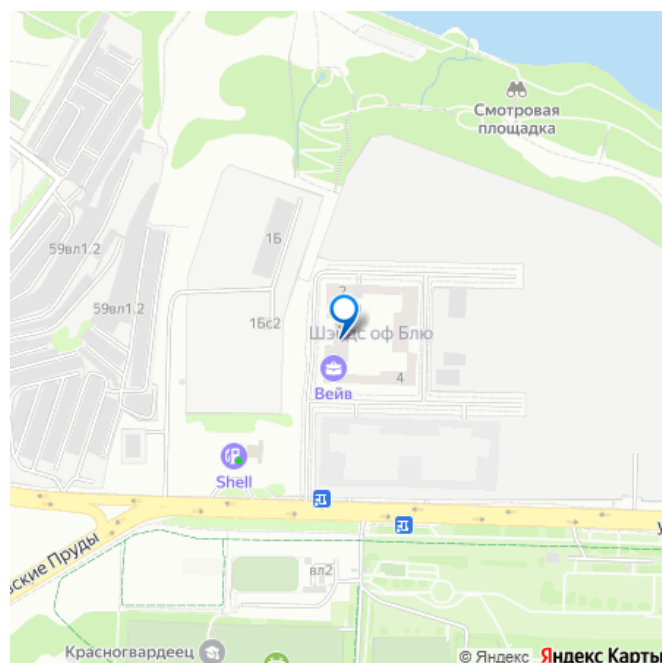 Смотровая
площадка
59вл1.2
1Б
59вл1.2
1Бс2
2
Шэйдс оф Блю
Вейв
4
Shell
у
вские Пруды
вл2
Красногвардеец
© Яндекс Яндекс Карты